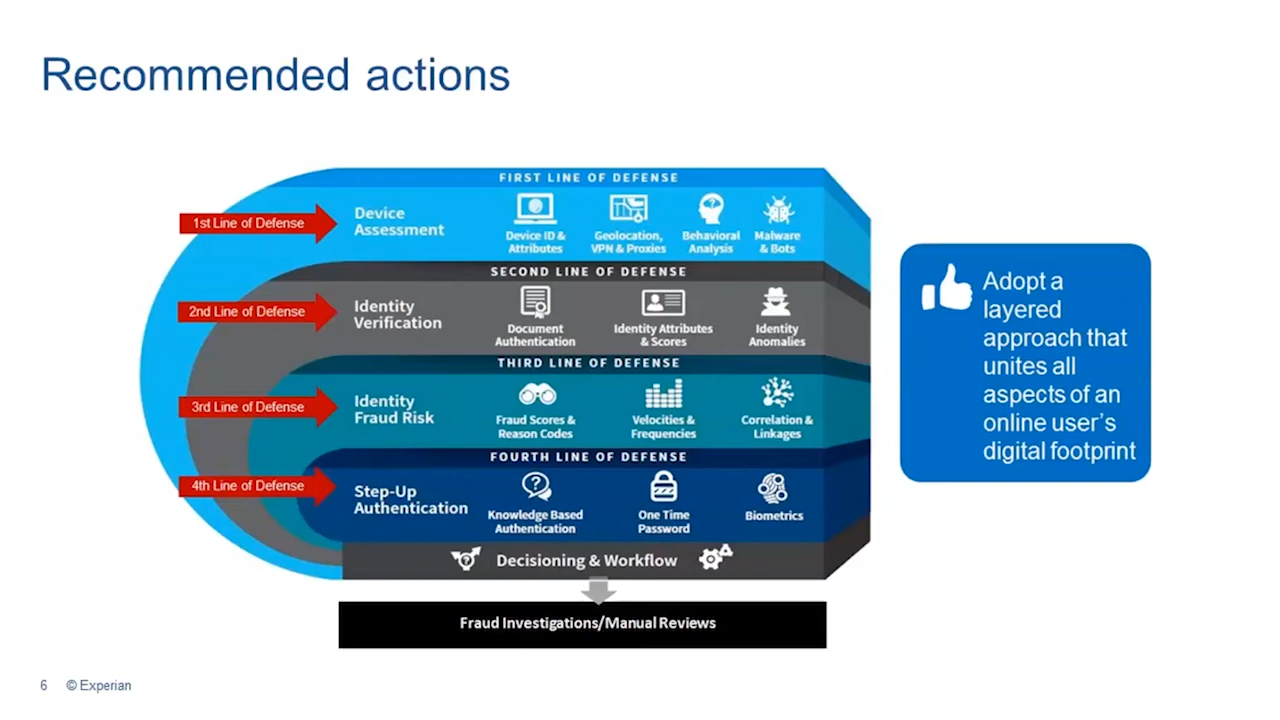 Recommended actions
FIRST LINE OF DEFENSE
1st Line of Defense
Device
Assessment
Device ID &
Attributes
Geolocation,
VPN & Proxies
Behavioral
Analysis
Malware
& Bots
SECOND LINE OF DEFENSE
2nd Line of Defense
Identity
Verification
Document
Authentication
Identity Attributes
& Scores
Identity
Anomalies
THIRD LINE OF DEFENSE
3rd Line of Defense
Identity
Fraud Risk
Fraud Scores &
Reason Codes
Velocities &
Frequencies
Correlation &
Linkages
FOURTH LINE OF DEFENSE
4th Line of Defense
Step-Up
Authentication
Knowledge Based
Authentication
One Time
Password
Biometrics
Decisioning & Workflow
Fraud Investigations/Manual Reviews
Adopt a
layered
approach that
unites all
aspects of an
online user's
digital footprint
6 © Experian